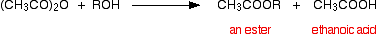 (CH₃CO)₂O + ROH ⟶ CH₃COOR + CH₃COOH
an ester ethanoic acid